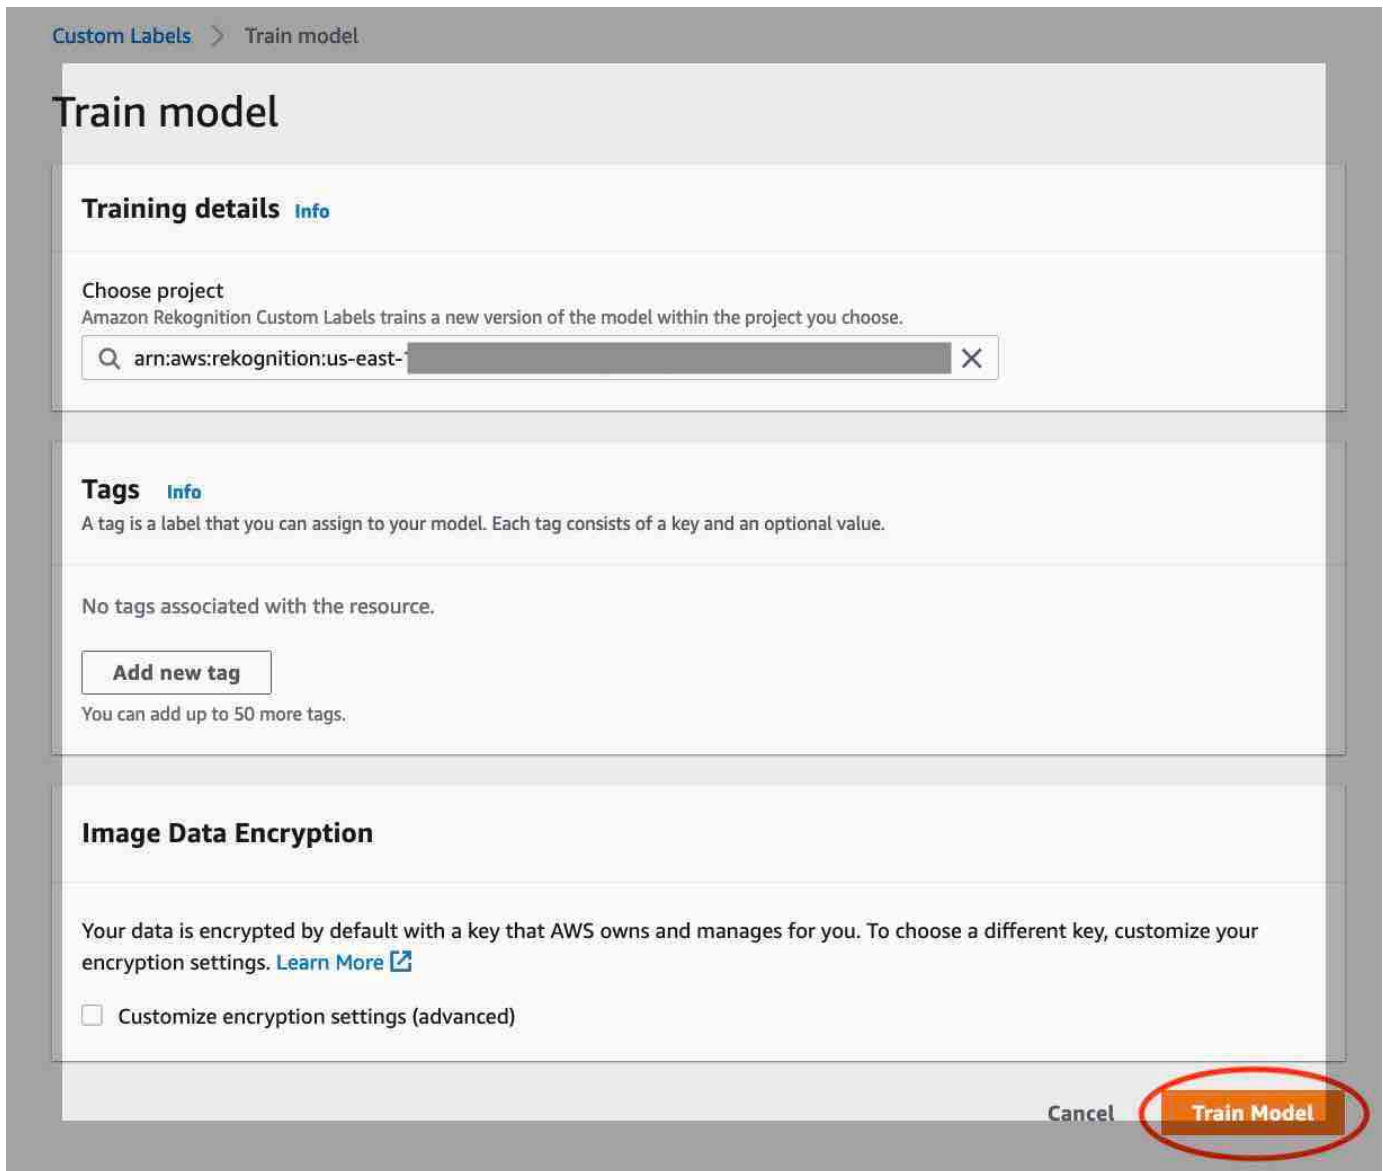 Custom Labels > Train model
Train model
Training details Info
Choose project
Amazon Rekognition Custom Labels trains a new version of the model within the project you choose.
arn:aws:rekognition:us-east-
Tags Info
A tag is a label that you can assign to your model. Each tag consists of a key and an optional value.
No tags associated with the resource.
Add new tag
You can add up to 50 more tags.
Image Data Encryption
Your data is encrypted by default with a key that AWS owns and manages for you. To choose a different key, customize your
encryption settings. Learn More
Customize encryption settings (advanced)
Cancel Train Model